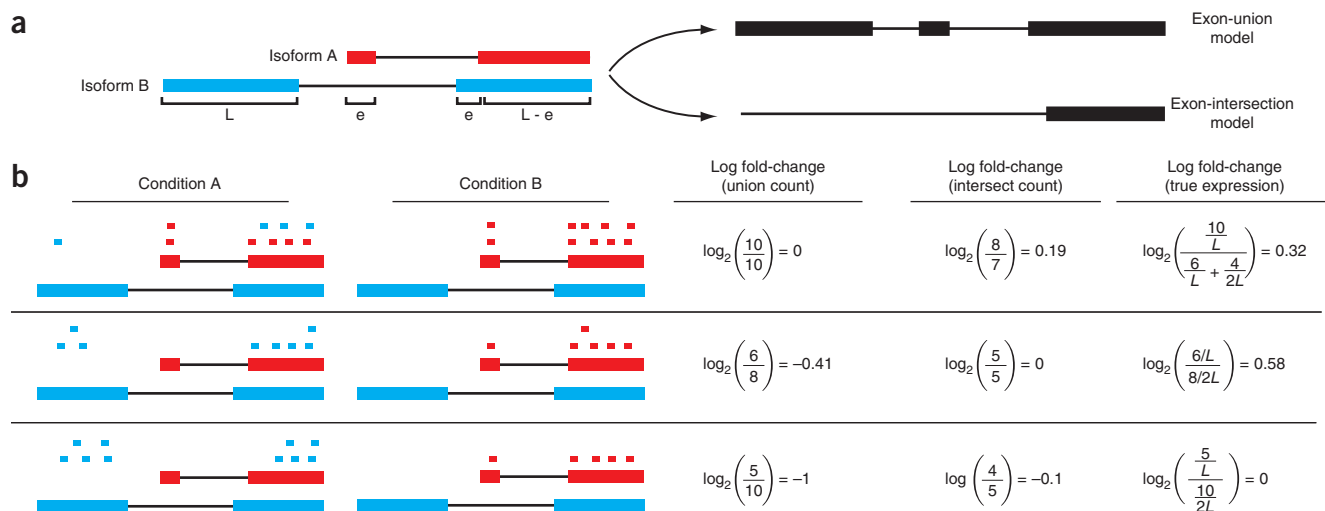 a
Isoform A
Isoform B
L
e
e
L - e
Exon-union
model
Exon-intersection
model
b
Condition A
Condition B
Log fold-change
(union count)
Log fold-change
(intersect count)
Log fold-change
(true expression)
log₂(10/10) = 0
log₂(8/7) = 0.19
log₂((10/L)/(6/L + 4/2L)) = 0.32
log₂(6/8) = –0.41
log₂(5/5) = 0
log₂((6/L)/(8/2L)) = 0.58
log₂(5/10) = –1
log(4/5) = –0.1
log₂((5/L)/(10/2L)) = 0